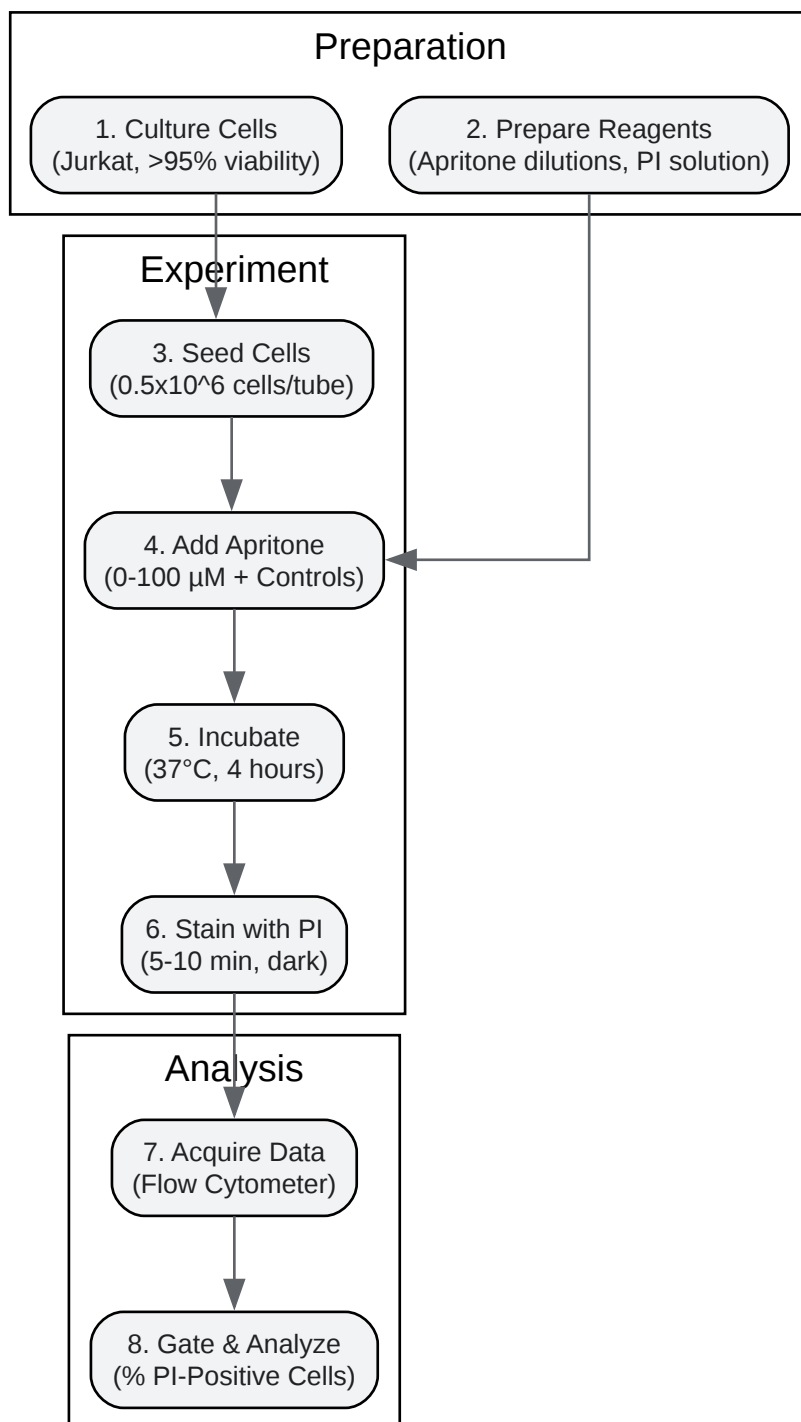 Preparation
1. Culture Cells
(Jurkat, >95% viability)
2. Prepare Reagents
(Apritone dilutions, PI solution)
Experiment
3. Seed Cells
(0.5x10^6 cells/tube)
4. Add Apritone
(0-100 µM + Controls)
5. Incubate
(37°C, 4 hours)
6. Stain with PI
(5-10 min, dark)
Analysis
7. Acquire Data
(Flow Cytometer)
8. Gate & Analyze
(% PI-Positive Cells)